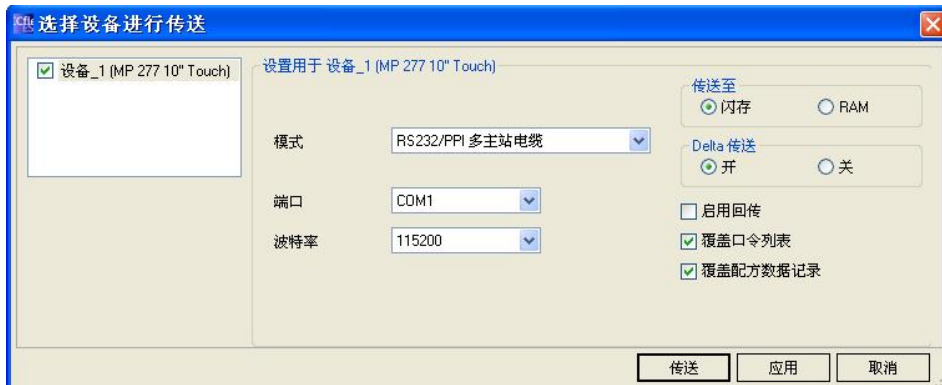 选择设备进行传送
设备_1 (MP 277 10" Touch)
设置用于 设备_1 (MP 277 10" Touch)
传送至
闪存
RAM
模式
RS232/PPI 多主站电缆
Delta 传送
开
关
端口
COM1
启用回传
波特率
115200
覆盖口令列表
覆盖配方数据记录
传送
应用
取消